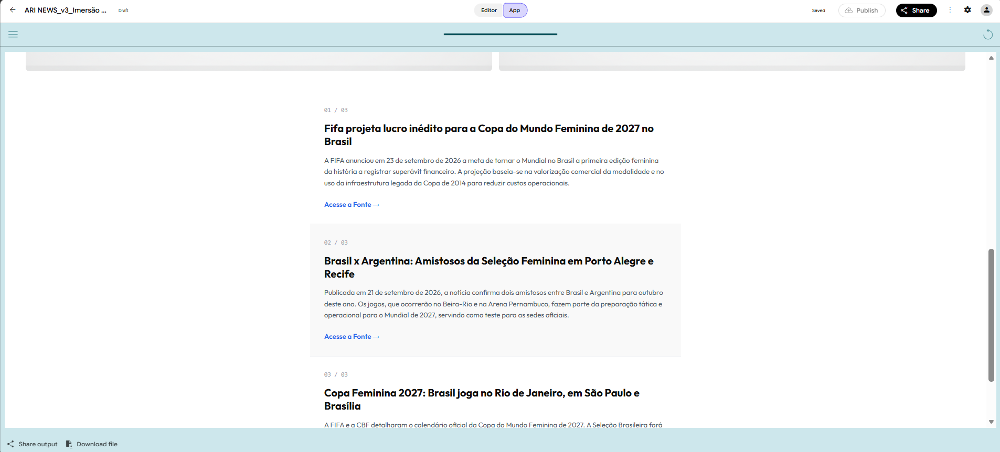 ARI NEWS_v3_Imersão ...
Draft
Editor
App
Saved
Publish
Share
01 / 03
Fifa projeta lucro inédito para a Copa do Mundo Feminina de 2027 no
Brasil
A FIFA anunciou em 23 de setembro de 2026 a meta de tornar o Mundial no Brasil a primeira edição feminina
da história a registrar superávit financeiro. A projeção baseia-se na valorização comercial da modalidade e no
uso da infraestrutura legada da Copa de 2014 para reduzir custos operacionais.
Acesse a Fonte →
02 / 03
Brasil x Argentina: Amistosos da Seleção Feminina em Porto Alegre e
Recife
Publicada em 21 de setembro de 2026, a notícia confirma dois amistosos entre Brasil e Argentina para outubro
deste ano. Os jogos, que ocorrerão no Beira-Rio e na Arena Pernambuco, fazem parte da preparação tática e
operacional para o Mundial de 2027, servindo como teste para as sedes oficiais.
Acesse a Fonte →
03 / 03
Copa Feminina 2027: Brasil joga no Rio de Janeiro, em São Paulo e
Brasília
A FIFA e a CBF detalharam o calendário oficial da Copa do Mundo Feminina de 2027. A Seleção Brasileira fará
Share output
Download file